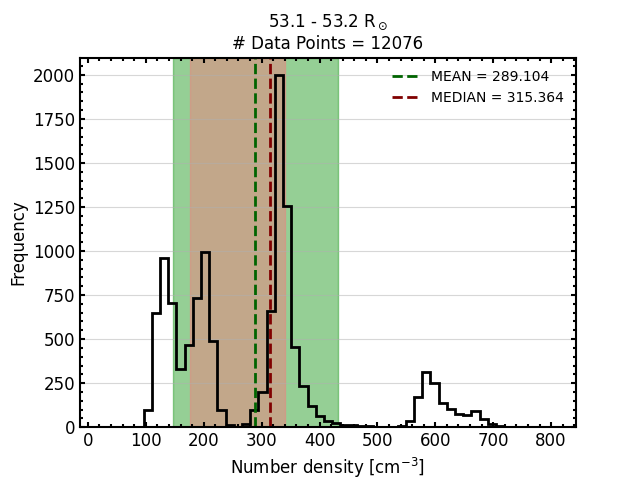 53.1 - 53.2 R⊙
# Data Points = 12076
MEAN = 289.104
MEDIAN = 315.364
Frequency
2000
1750
1500
1250
1000
750
500
250
0
0 100 200 300 400 500 600 700 800
Number density [cm⁻³]